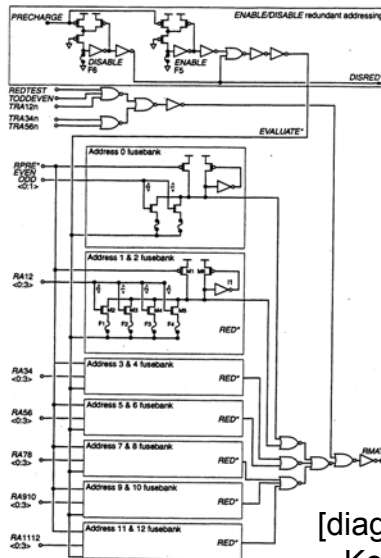 PRECHARGE
ENABLE/DISABLE redundant addressing
DISABLE
F6
ENABLE
F5
DISRED*
REDTEST
TODDEVEN
TRA12n
TRA34n
TRA56n
EVALUATE*
RPRE*
EVEN
ODD
<0:1>
Address 0 fusebank
Address 1 & 2 fusebank
M1
M6
I1
RA12
<0:3>
M2
M3
M4
M5
F1
F2
F3
F4
RED*
RA34
<0:3>
Address 3 & 4 fusebank
RED*
RA56
<0:3>
Address 5 & 6 fusebank
RED*
RA78
<0:3>
Address 7 & 8 fusebank
RED*
RA910
<0:3>
Address 9 & 10 fusebank
RED*
RA1112
<0:3>
Address 11 & 12 fusebank
RED*
[diag